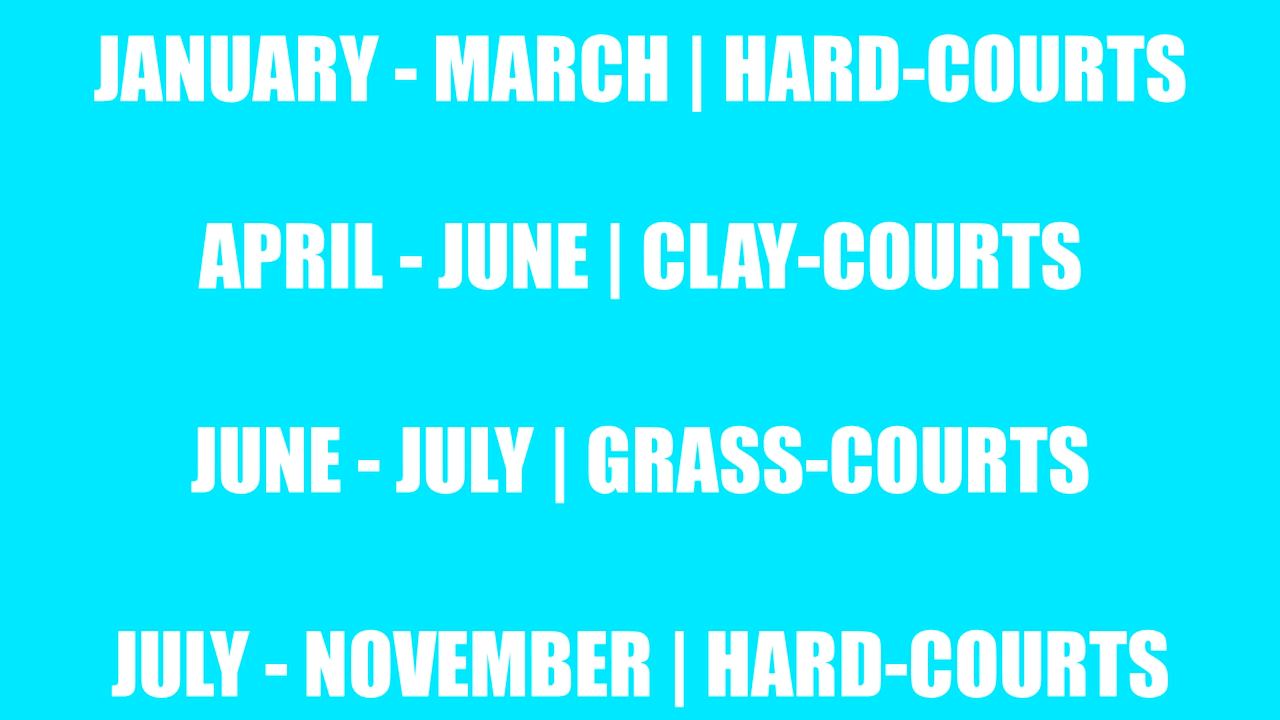 JANUARY - MARCH | HARD-COURTS
APRIL - JUNE | CLAY-COURTS
JUNE - JULY | GRASS-COURTS
JULY - NOVEMBER | HARD-COURTS